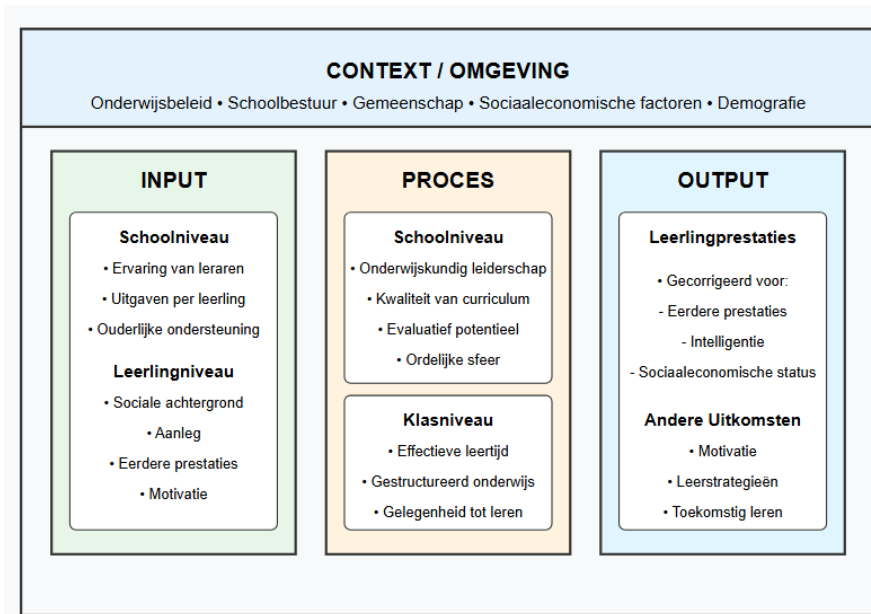 CONTEXT / OMGEVING
Onderwijsbeleid • Schoolbestuur • Gemeenschap • Sociaaleconomische factoren • Demografie
INPUT
Schoolniveau
• Ervaring van leraren
• Uitgaven per leerling
• Ouderlijke ondersteuning
Leerlingniveau
• Sociale achtergrond
• Aanleg
• Eerdere prestaties
• Motivatie
PROCES
Schoolniveau
• Onderwijskundig leiderschap
• Kwaliteit van curriculum
• Evaluatief potentieel
• Ordelijke sfeer
Klasniveau
• Effectieve leertijd
• Gestructureerd onderwijs
• Gelegenheid tot leren
OUTPUT
Leerlingprestaties
• Gecorrigeerd voor:
- Eerdere prestaties
- Intelligentie
- Sociaaleconomische status
Andere Uitkomsten
• Motivatie
• Leerstrategieën
• Toekomstig leren